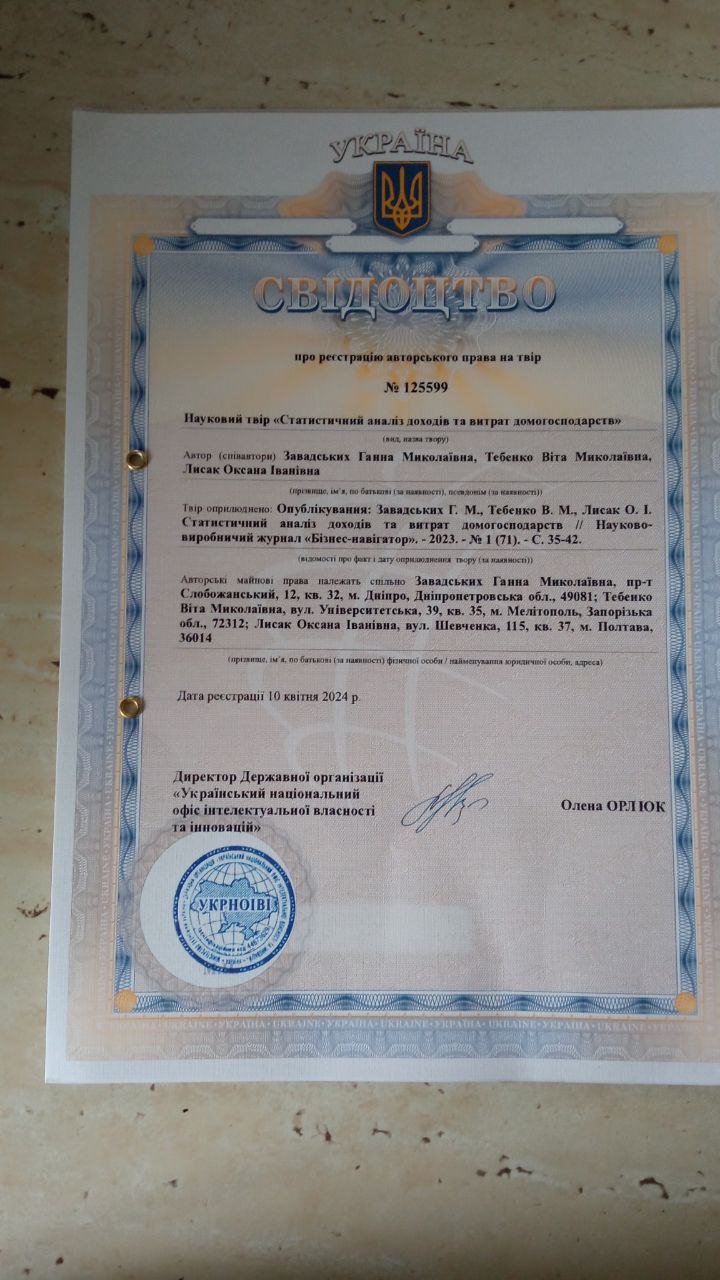 УКРАЇНА
СВІДОЦТВО
про реєстрацію авторського права на твір
№ 125599
Науковий твір «Статистичний аналіз доходів та витрат домогосподарств»
(вид, назва твору)
Автор (співавтори) Завадських Ганна Миколаївна, Тебенко Віта Миколаївна,
Лисак Оксана Іванівна
(прізвище, ім’я, по батькові (за наявності), псевдонім (за наявності))
Твір оприлюднено: Опублікування: Завадських Г. М., Тебенко В. М., Лисак О. І.
Статистичний аналіз доходів та витрат домогосподарств // Науково-
виробничий журнал «Бізнес-навігатор». - 2023. - № 1 (71). - С. 35-42.
(відомості про факт і дату оприлюднення твору (за наявності))
Авторські майнові права належать спільно Завадських Ганна Миколаївна, пр-т
Слобожанський, 12, кв. 32, м. Дніпро, Дніпропетровська обл., 49081; Тебенко
Віта Миколаївна, вул. Університетська, 39, кв. 35, м. Мелітополь, Запорізька
обл., 72312; Лисак Оксана Іванівна, вул. Шевченка, 115, кв. 37, м. Полтава,
36014
(прізвище, ім’я, по батькові (за наявності) фізичної особи / найменування юридичної особи, адреса)
Дата реєстрації 10 квітня 2024 р.
Директор Державної організації
«Український національний
офіс інтелектуальної власності
та інновацій»
Олена ОРЛЮК
УКРНОІВІ
UKRAINE • УКРАЇНА • UKRAINE • УКРАЇНА • UKRAINE • УКРАЇНА • UKRAINE